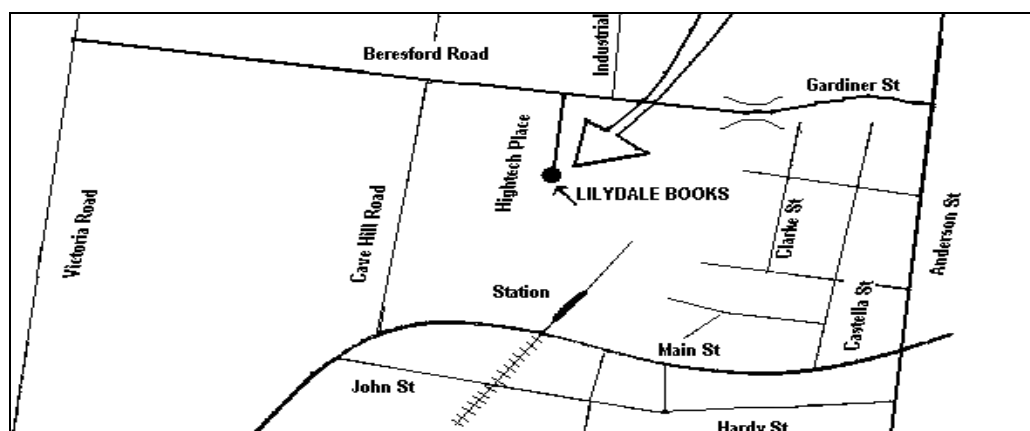 Beresford Road
Industrial
Gardiner St
Victoria Road
Cave Hill Road
Hightech Place
LILYDALE BOOKS
Clarke St
Anderson St
Station
Castella St
Main St
John St
Hardy St